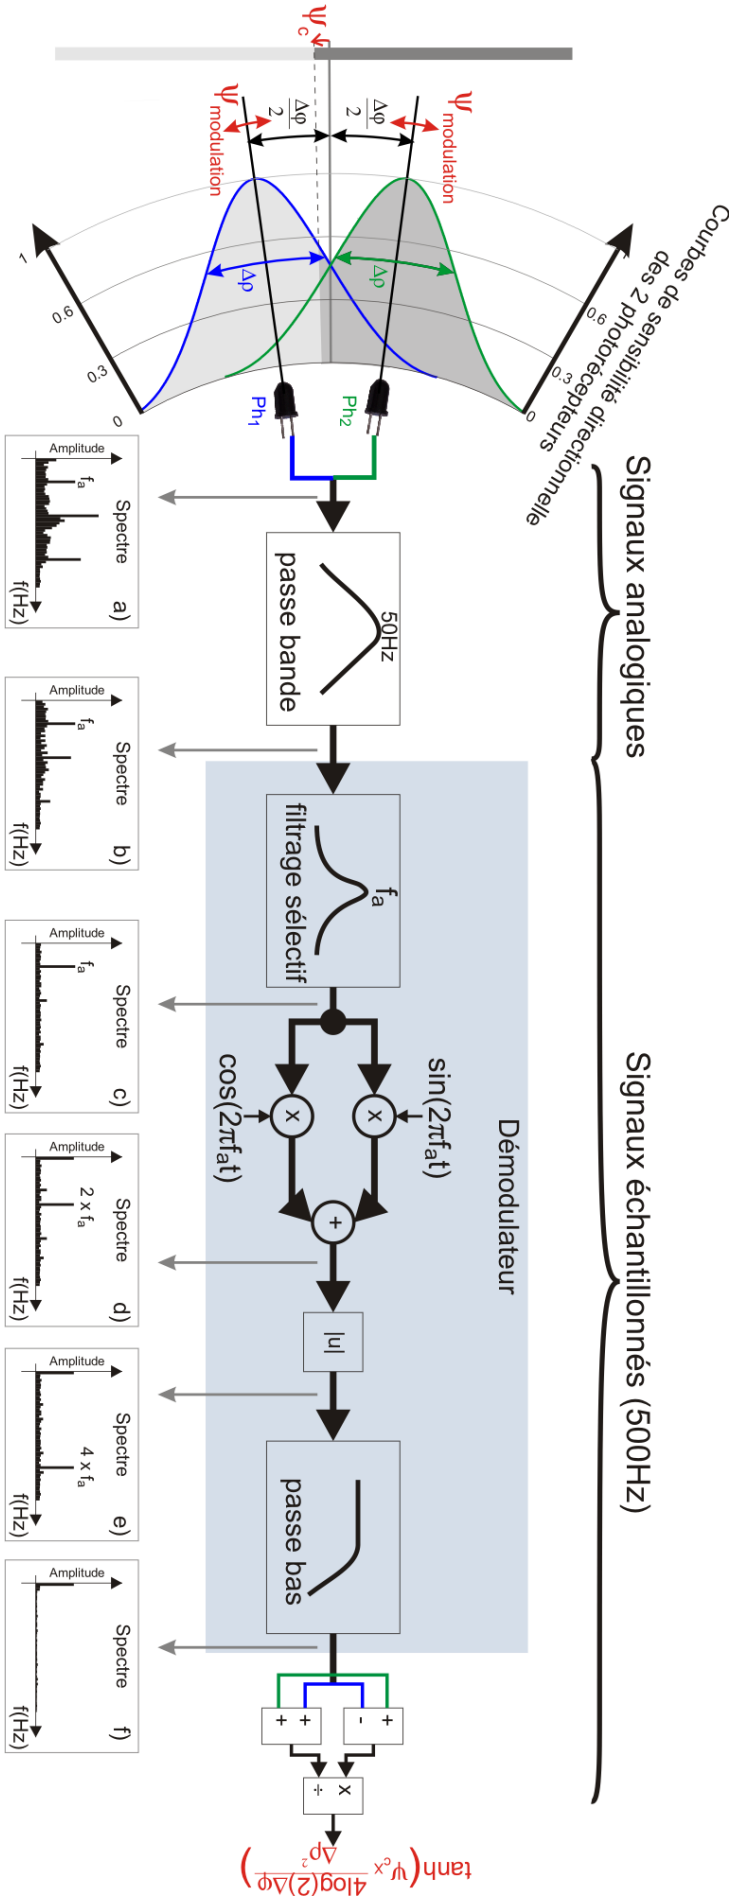 Ψc
Ψmodulation
Δφ
2
Δφ
2
Ψmodulation
Δρ
Δρ
1
0.6
0.3
0
0.6
0.3
0
Ph1
Ph2
Courbes de sensibilité directionnelle
des 2 photorécepteurs
Signaux analogiques
Signaux échantillonnés (500Hz)
50Hz
passe bande
Démodulateur
fa
filtrage sélectif
sin(2πfat)
cos(2πfat)
x
x
+
|u|
passe bas
+
-
+
+
x
÷
tanh(Ψc x 4log(2)Δφ / Δρ²)
Amplitude
fa
Spectre
f(Hz)
a)
Amplitude
fa
Spectre
f(Hz)
b)
Amplitude
fa
Spectre
f(Hz)
c)
Amplitude
2 x fa
Spectre
f(Hz)
d)
Amplitude
4 x fa
Spectre
f(Hz)
e)
Amplitude
Spectre
f(Hz)
f)